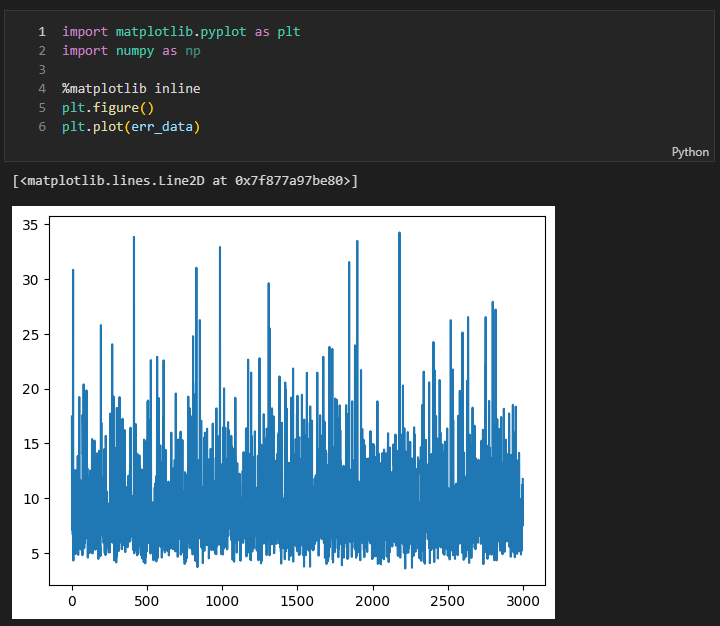 1 import matplotlib.pyplot as plt
2 import numpy as np
3
4 %matplotlib inline
5 plt.figure()
6 plt.plot(err_data)
Python
[<matplotlib.lines.Line2D at 0x7f877a97be80>]
35
30
25
20
15
10
5
0 500 1000 1500 2000 2500 3000